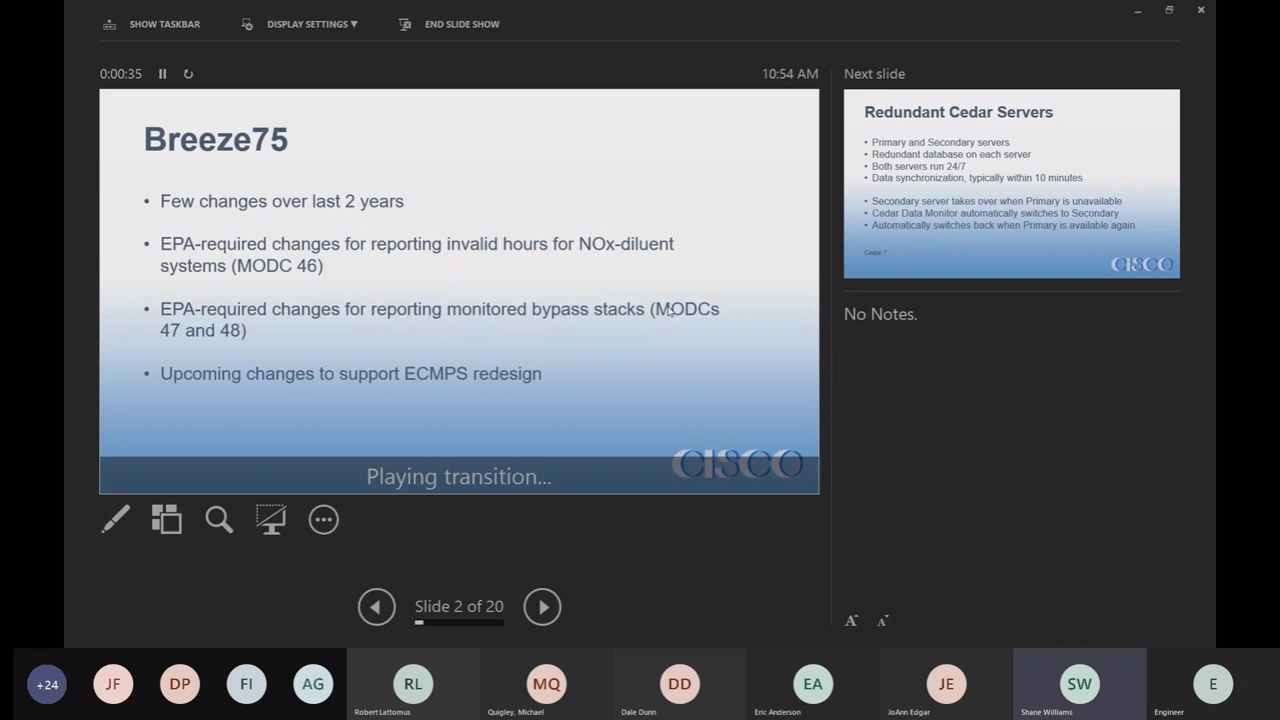 SHOW TASKBAR
DISPLAY SETTINGS ▼
END SLIDE SHOW
0:00:35
10:54 AM
Breeze75
• Few changes over last 2 years
• EPA-required changes for reporting invalid hours for NOx-diluent
systems (MODC 46)
• EPA-required changes for reporting monitored bypass stacks (MODCs
47 and 48)
• Upcoming changes to support ECMPS redesign
CISCO
Playing transition...
Slide 2 of 20
Next slide
Redundant Cedar Servers
• Primary and Secondary servers
• Redundant database on each server
• Both servers run 24/7
• Data synchronization, typically within 10 minutes
• Secondary server takes over when Primary is unavailable
• Cedar Data Monitor automatically switches to Secondary
• Automatically switches back when Primary is available again
Cedar 7
CISCO
No Notes.
A A
+24
JF
DP
FI
AG
RL
Robert Lattomus
MQ
Quigley, Michael
DD
Dale Dunn
EA
Eric Anderson
JE
JoAnn Edgar
SW
Shane Williams
E
Engineer